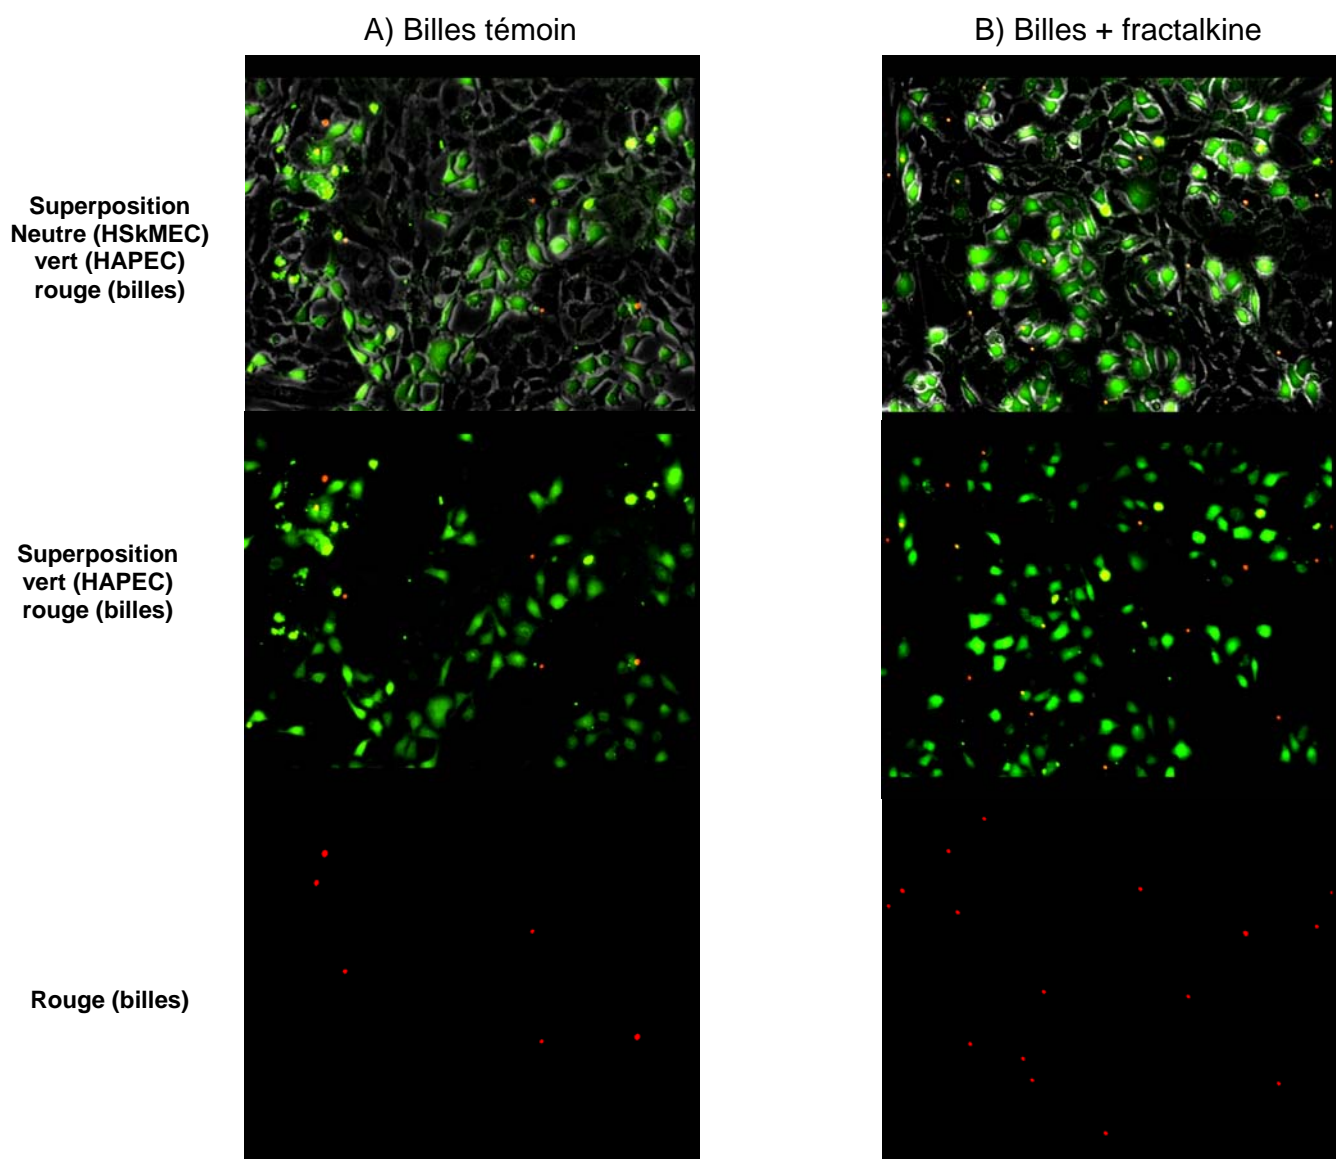 A) Billes témoin
B) Billes + fractalkine
Superposition
Neutre (HSkMEC)
vert (HAPEC)
rouge (billes)
Superposition
vert (HAPEC)
rouge (billes)
Rouge (billes)